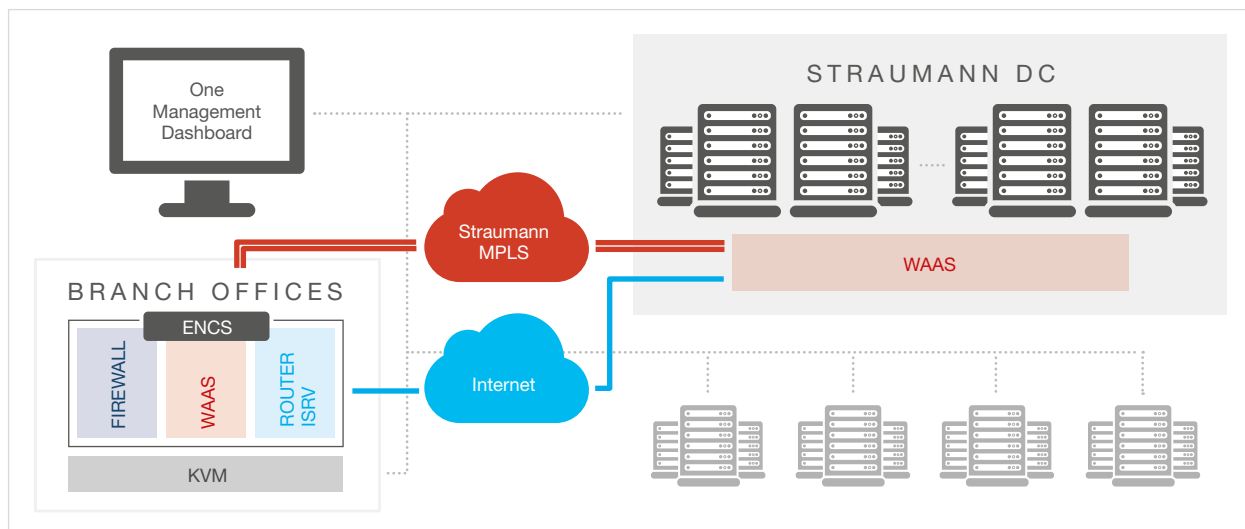 One
Management
Dashboard
STRAUMANN DC
Straumann
MPLS
WAAS
BRANCH OFFICES
ENCS
FIREWALL
WAAS
ROUTER
ISRV
Internet
KVM